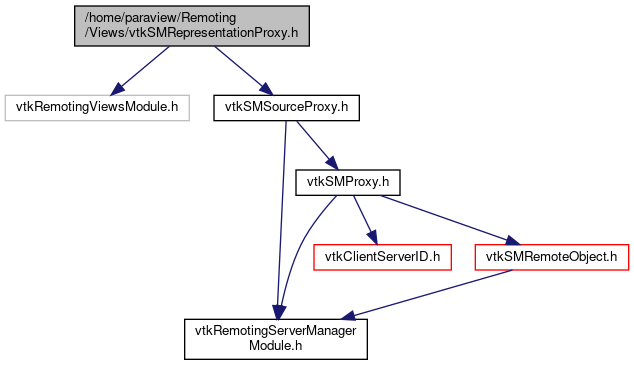 /home/paraview/Remoting
/Views/vtkSMRepresentationProxy.h
vtkRemotingViewsModule.h
vtkSMSourceProxy.h
vtkSMProxy.h
vtkClientServerID.h
vtkSMRemoteObject.h
vtkRemotingServerManager
Module.h